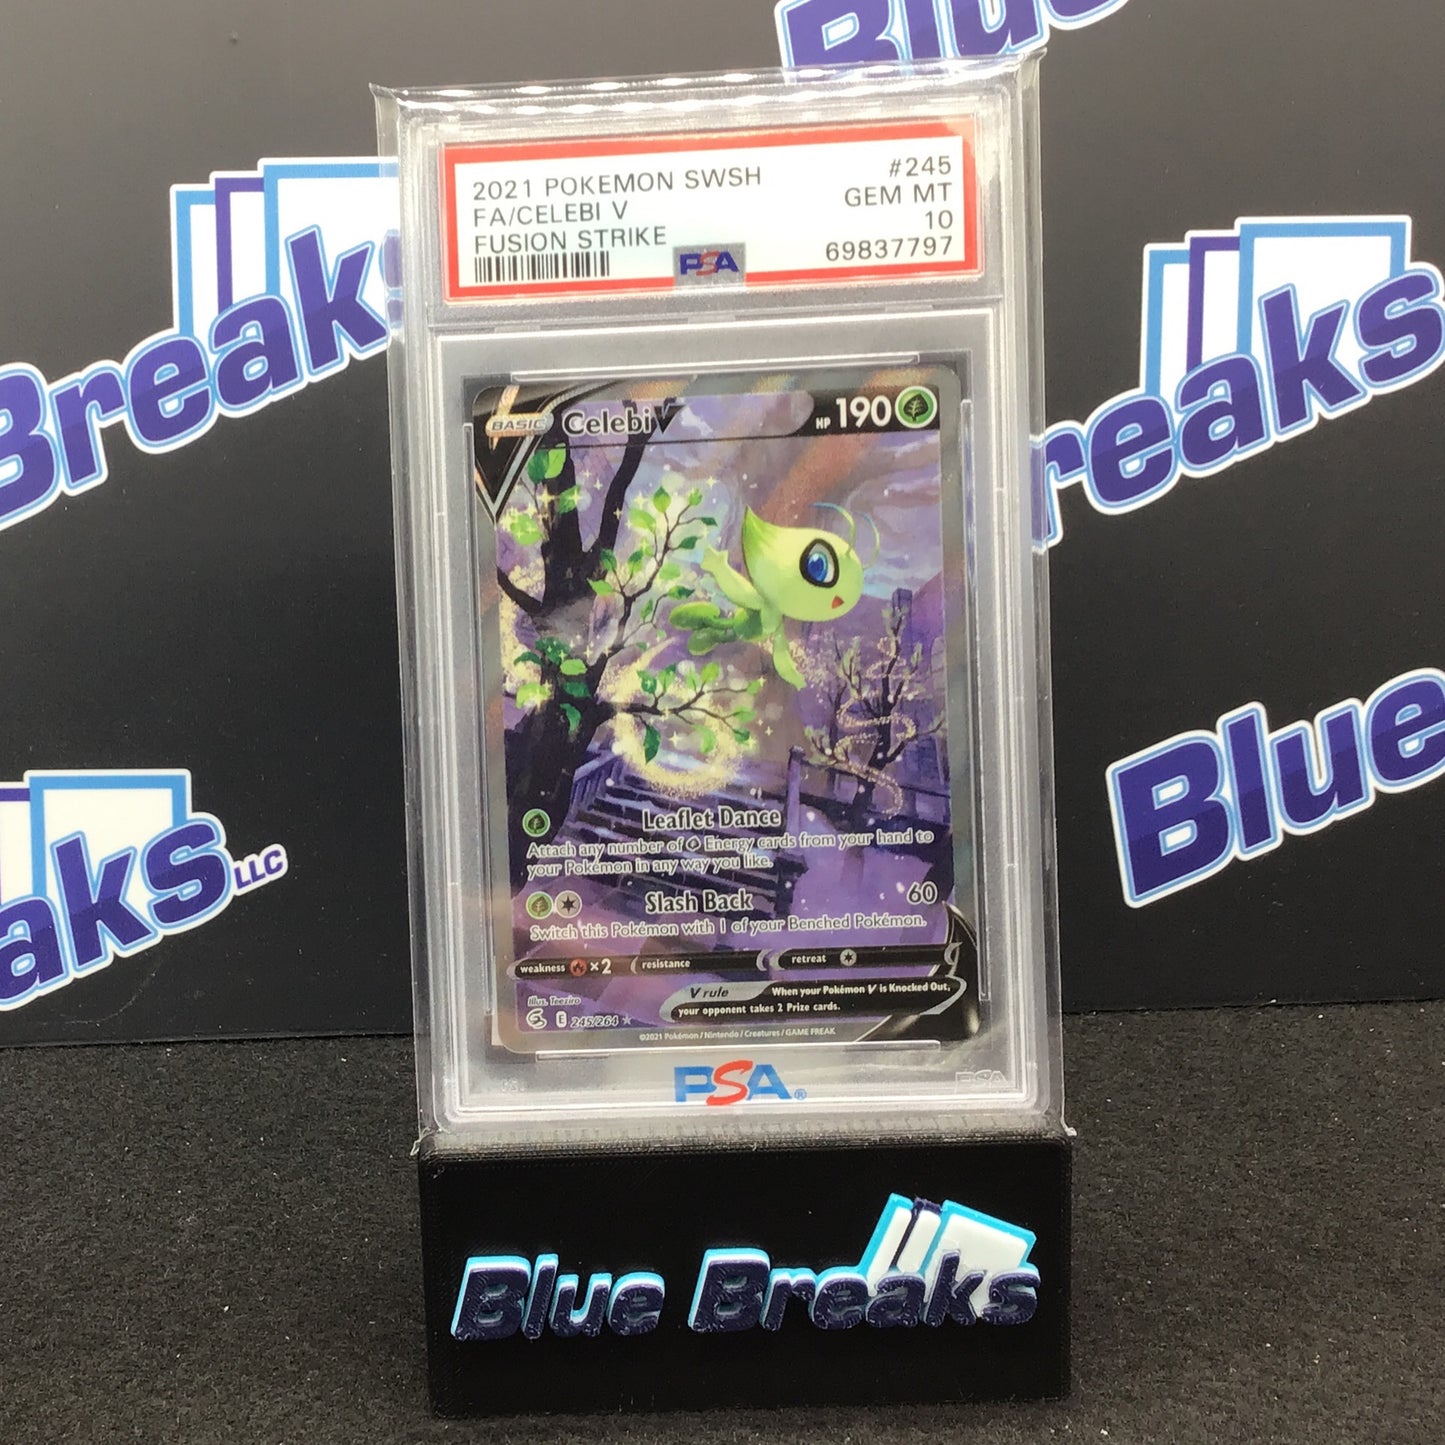 Blue
Breaks
Breaks
Blue
Breaks LLC
2021 POKEMON SWSH #245
FA/CELEBI V GEM MT
FUSION STRIKE 10
PSA 69837797
BASIC Celebi V HP 190
Leaflet Dance
Attach any number of Energy cards from your hand to
your Pokémon in any way you like.
Slash Back 60
Switch this Pokémon with 1 of your Benched Pokémon.
weakness ×2 resistance retreat
V rule When your Pokémon V is Knocked Out,
your opponent takes 2 Prize cards.
Illus. Teeziro
E 245/264
©2021 Pokémon / Nintendo / Creatures / GAME FREAK
PSA®
PSA
Blue Breaks